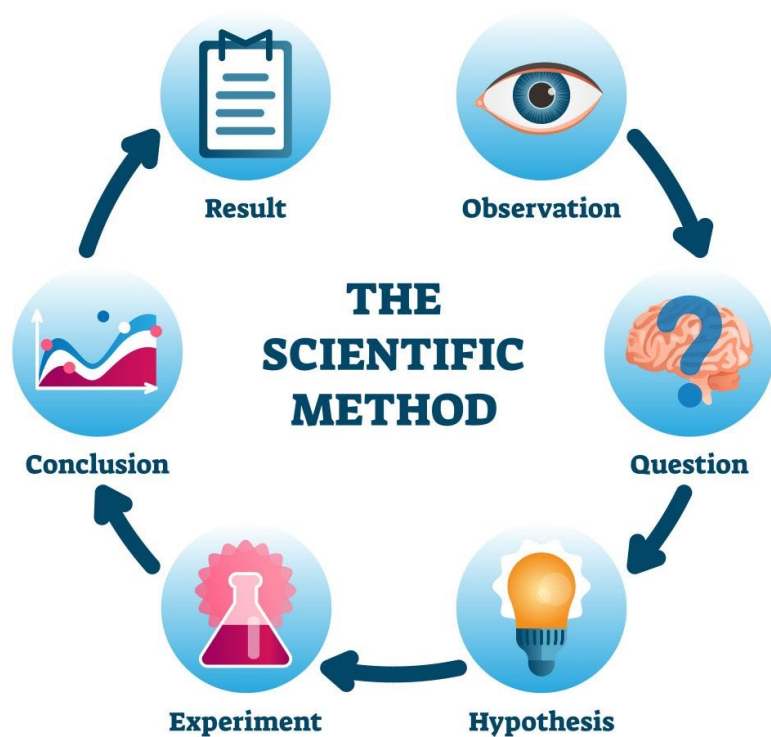 Result
Observation
THE
SCIENTIFIC
METHOD
Conclusion
Question
Experiment
Hypothesis